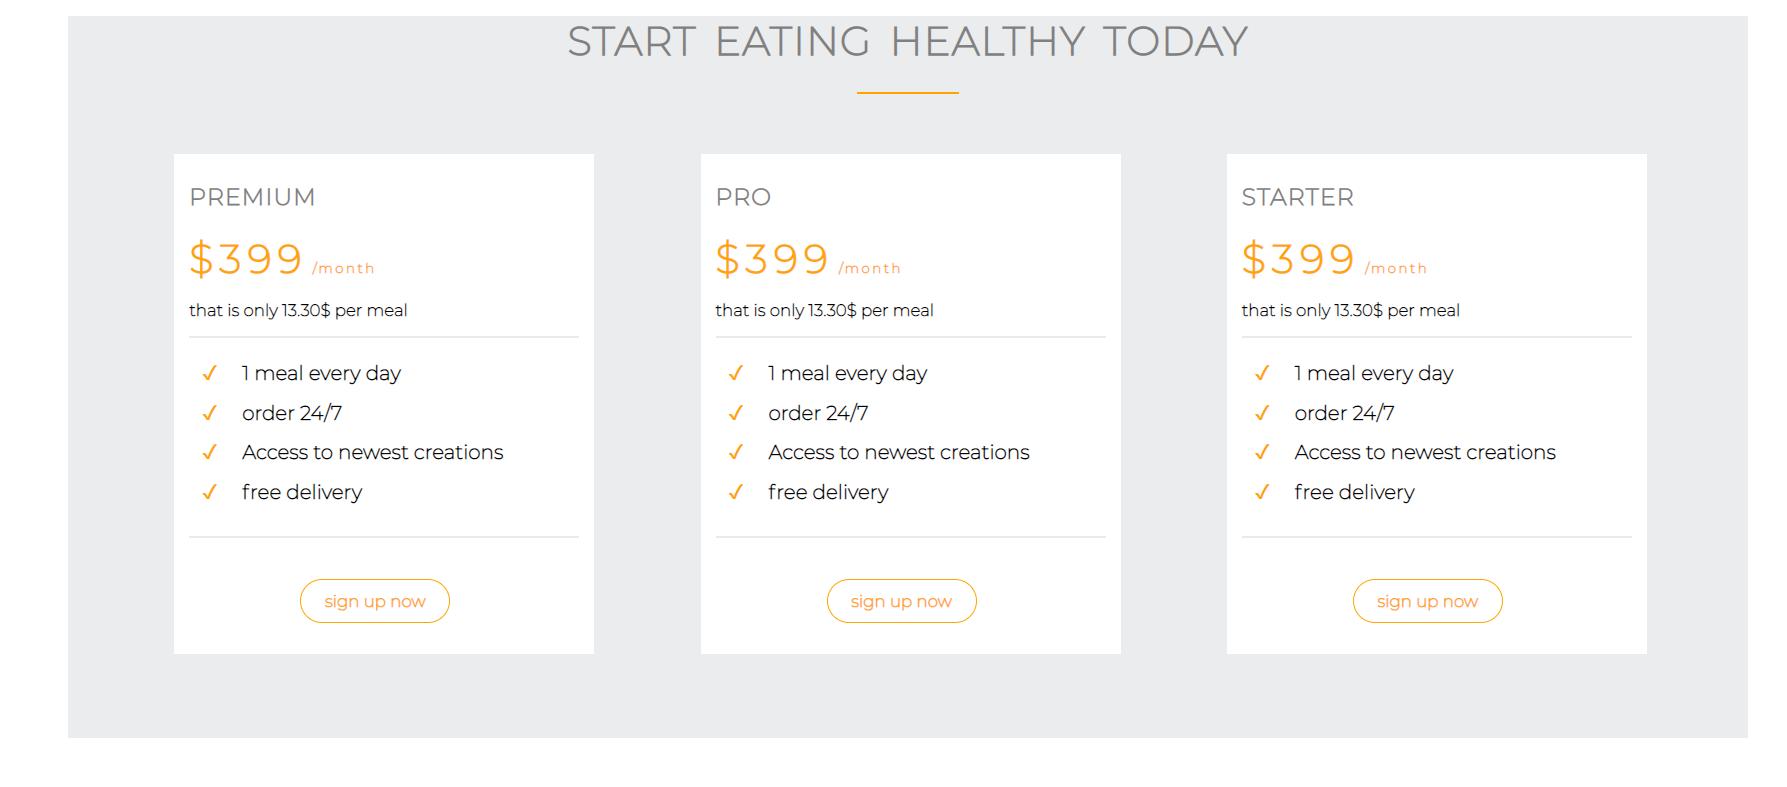 START EATING HEALTHY TODAY
PREMIUM
$399 /month
that is only 13.30$ per meal
✓ 1 meal every day
✓ order 24/7
✓ Access to newest creations
✓ free delivery
sign up now
PRO
$399 /month
that is only 13.30$ per meal
✓ 1 meal every day
✓ order 24/7
✓ Access to newest creations
✓ free delivery
sign up now
STARTER
$399 /month
that is only 13.30$ per meal
✓ 1 meal every day
✓ order 24/7
✓ Access to newest creations
✓ free delivery
sign up now